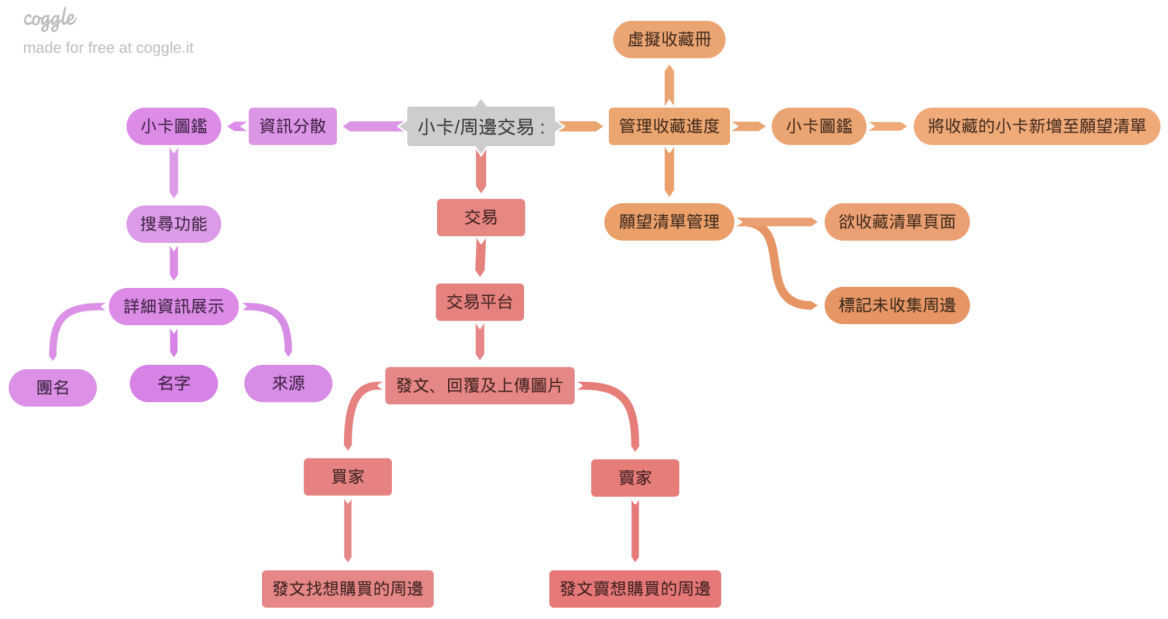 coggle
made for free at coggle.it
虛擬收藏冊
小卡圖鑑
資訊分散
小卡/周邊交易 :
管理收藏進度
小卡圖鑑
將收藏的小卡新增至願望清單
搜尋功能
交易
願望清單管理
欲收藏清單頁面
詳細資訊展示
交易平台
標記未收集周邊
團名
名字
來源
發文、回覆及上傳圖片
買家
賣家
發文找想購買的周邊
發文賣想購買的周邊